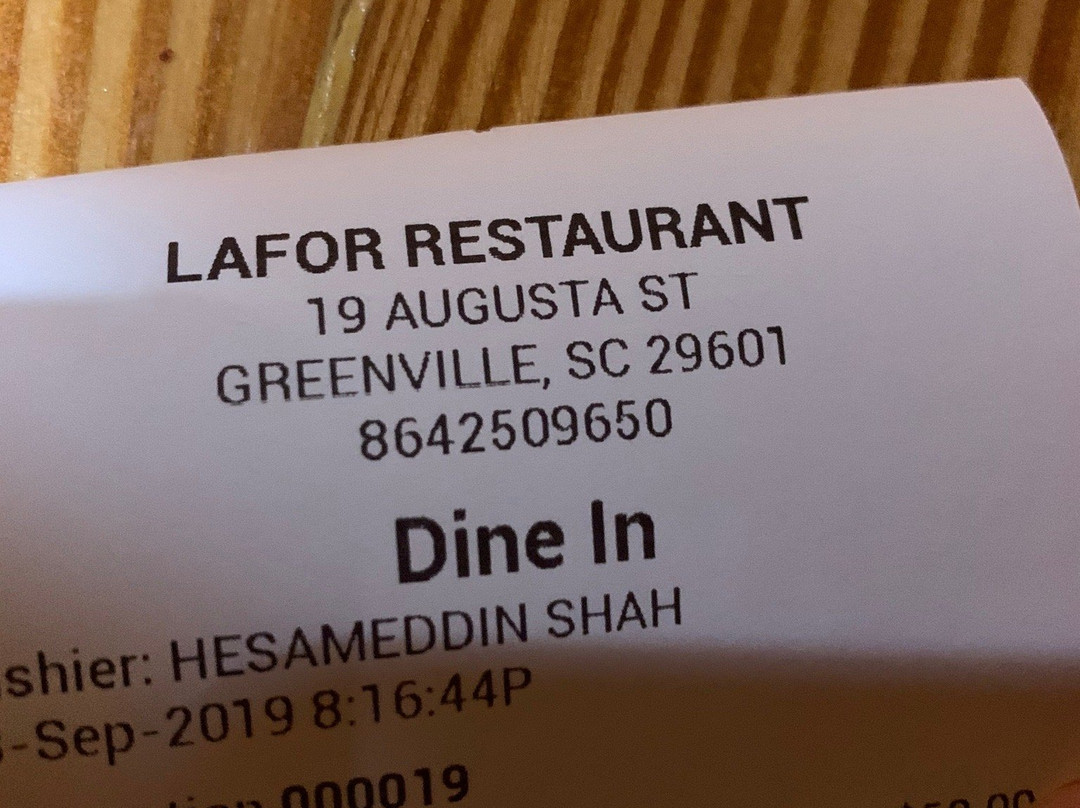 LAFOR RESTAURANT
19 AUGUSTA ST
GREENVILLE, SC 29601
8642509650
Dine In
shier: HESAMEDDIN SHAH
-Sep-2019 8:16:44P
000019